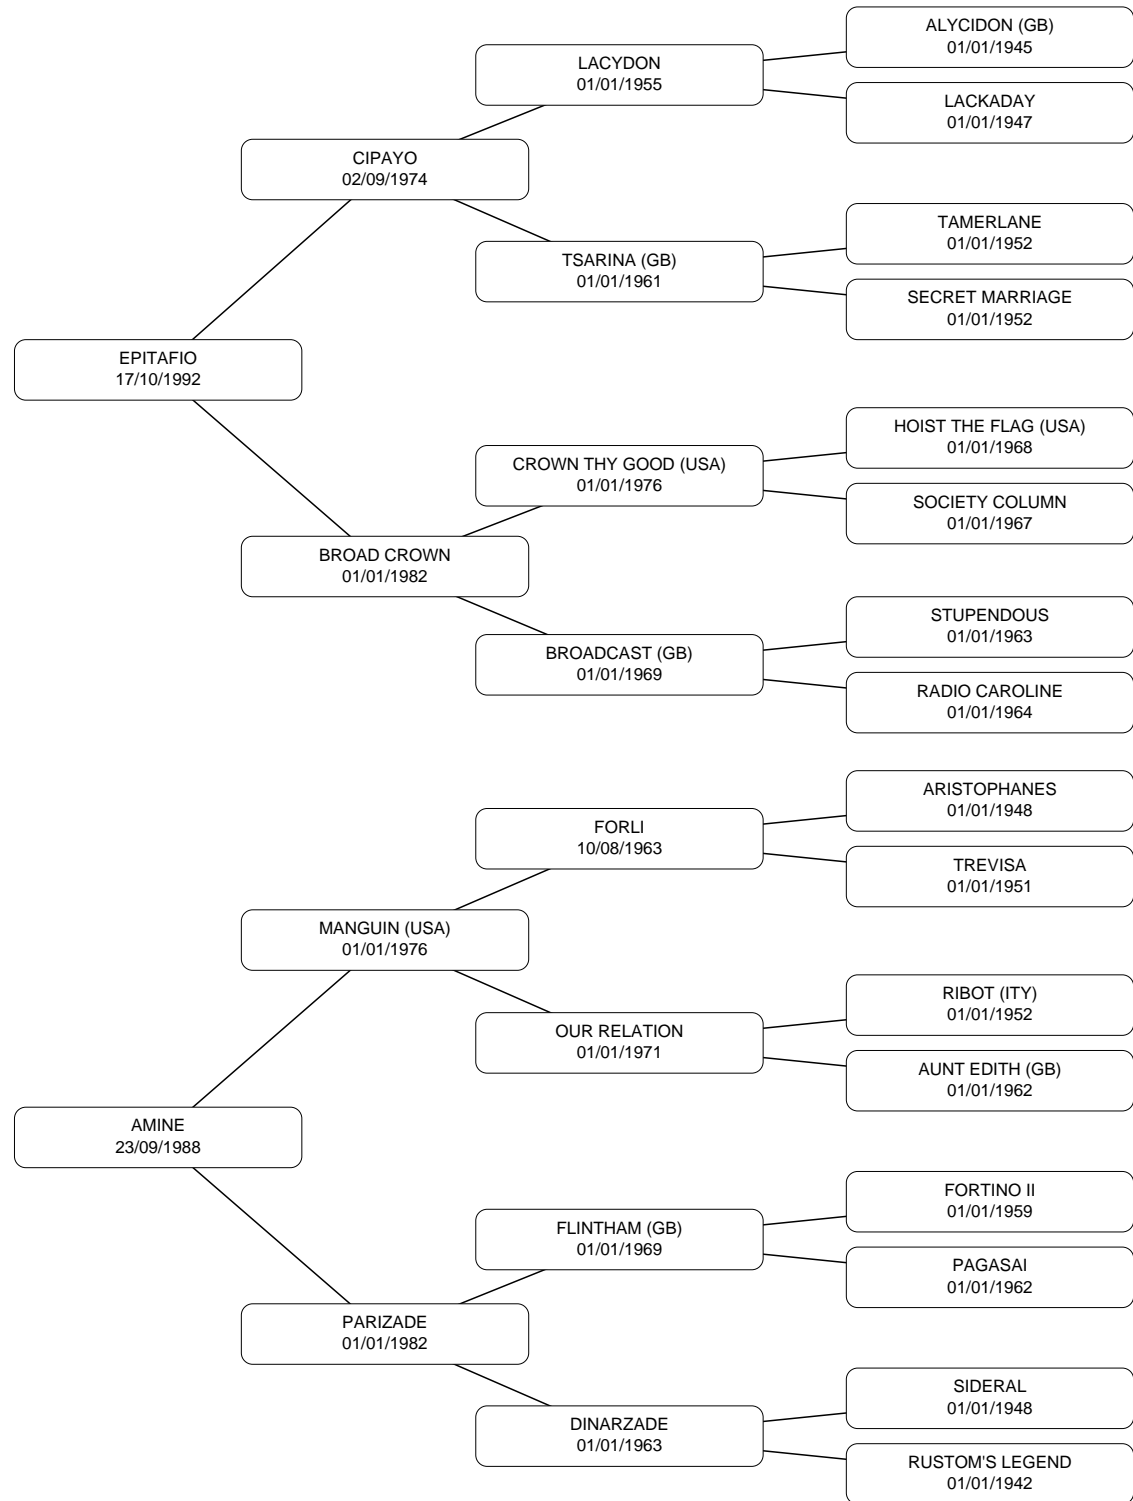 ALYCIDON (GB)
01/01/1945
LACYDON
01/01/1955
LACKADAY
01/01/1947
CIPAYO
02/09/1974
TAMERLANE
01/01/1952
TSARINA (GB)
01/01/1961
SECRET MARRIAGE
01/01/1952
EPITAFIO
17/10/1992
HOIST THE FLAG (USA)
01/01/1968
CROWN THY GOOD (USA)
01/01/1976
SOCIETY COLUMN
01/01/1967
BROAD CROWN
01/01/1982
STUPENDOUS
01/01/1963
BROADCAST (GB)
01/01/1969
RADIO CAROLINE
01/01/1964
ARISTOPHANES
01/01/1948
FORLI
10/08/1963
TREVISA
01/01/1951
MANGUIN (USA)
01/01/1976
RIBOT (ITY)
01/01/1952
OUR RELATION
01/01/1971
AUNT EDITH (GB)
01/01/1962
AMINE
23/09/1988
FORTINO II
01/01/1959
FLINTHAM (GB)
01/01/1969
PAGASAI
01/01/1962
PARIZADE
01/01/1982
SIDERAL
01/01/1948
DINARZADE
01/01/1963
RUSTOM'S LEGEND
01/01/1942